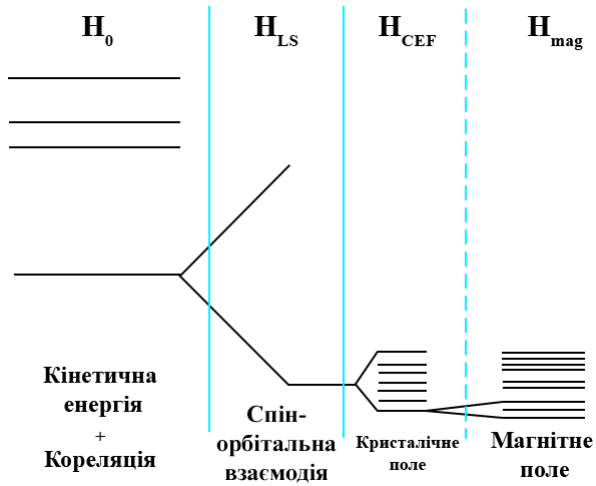 H0
HLS
HCEF
Hmag
Кінетична
енергія
+
Кореляція
Спін-
орбітальна
взаємодія
Кристалічне
поле
Магнітне
поле